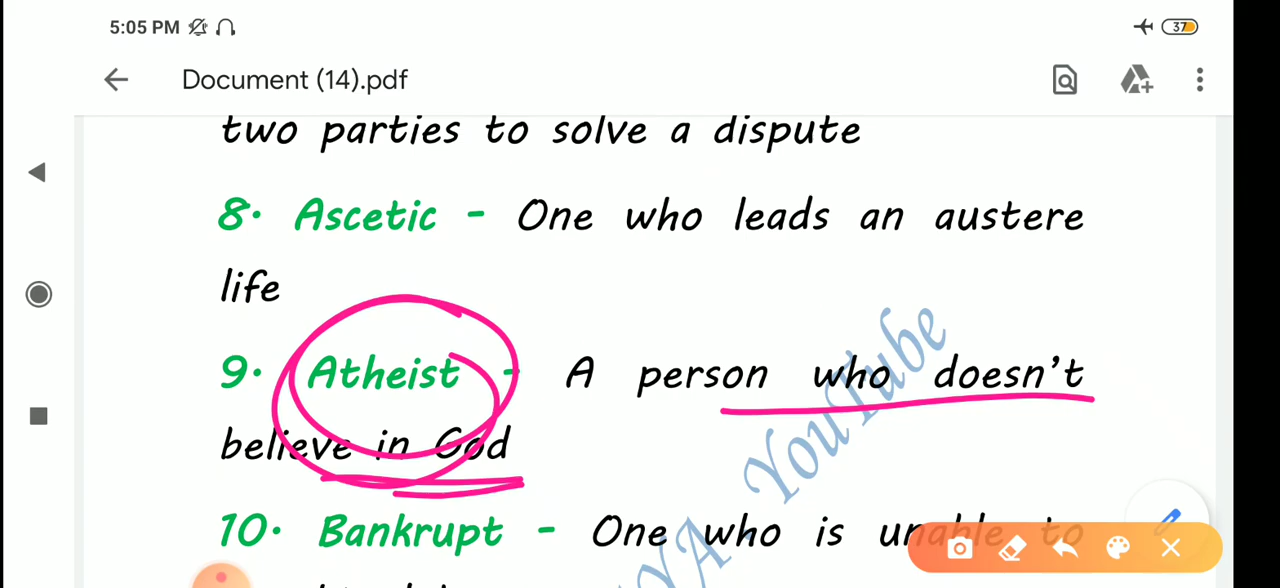 5:05 PM 37
Document (14).pdf
two parties to solve a dispute
8. Ascetic - One who leads an austere
life
9. Atheist - A person who doesn't
believe in God
10. Bankrupt - One who is unable to
YouTube